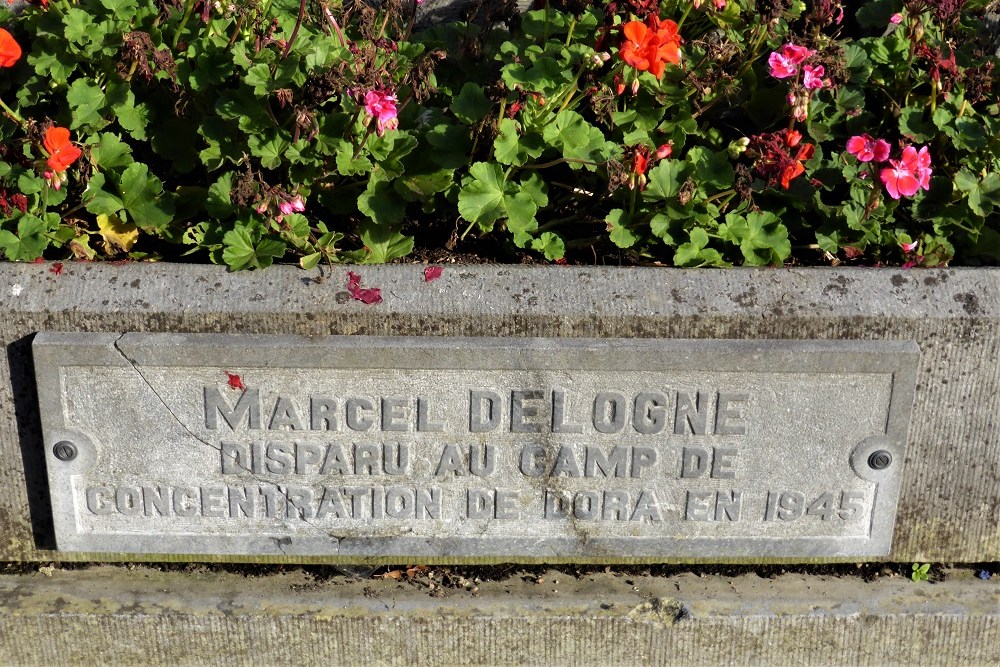 MARCEL DELOGNE
DISPARU AU CAMP DE
CONCENTRATION DE DORA EN 1945